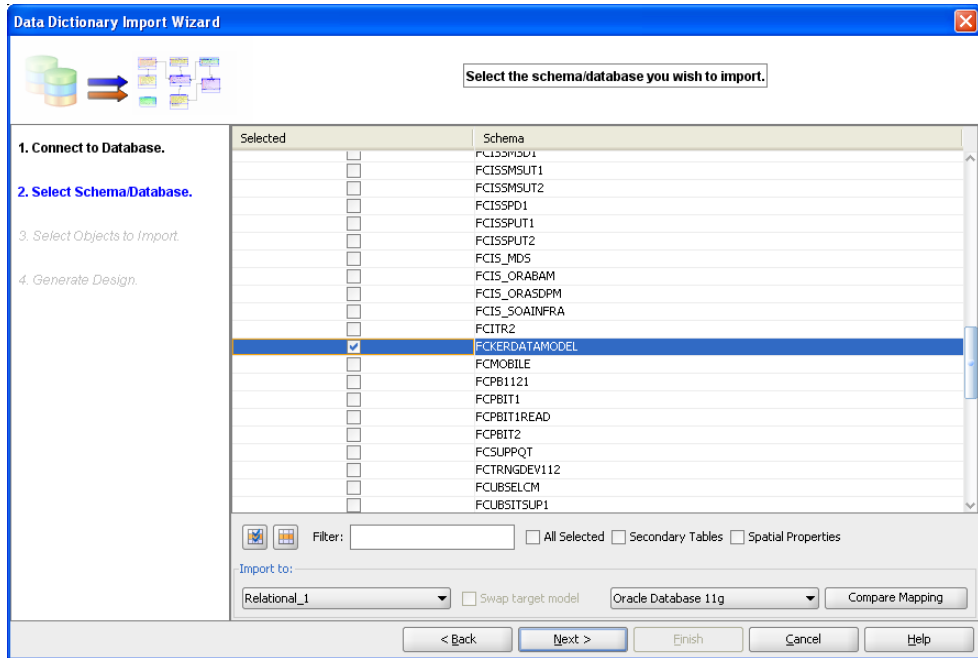 Data Dictionary Import Wizard
Select the schema/database you wish to import.
1. Connect to Database.
2. Select Schema/Database.
3. Select Objects to Import.
4. Generate Design.
Selected Schema
FCISSMSD1
FCISSMSUT1
FCISSMSUT2
FCISSPD1
FCISSPUT1
FCISSPUT2
FCIS_MDS
FCIS_ORABAM
FCIS_ORASDPM
FCIS_SOAINFRA
FCITR2
FCKERDATAMODEL
FCMOBILE
FCPB1121
FCPBIT1
FCPBIT1READ
FCPBIT2
FCSUPPQT
FCTRNGDEV112
FCUBSELCM
FCUBSITSUP1
Filter: All Selected Secondary Tables Spatial Properties
Import to:
Relational_1 Swap target model Oracle Database 11g Compare Mapping
< Back Next > Finish Cancel Help